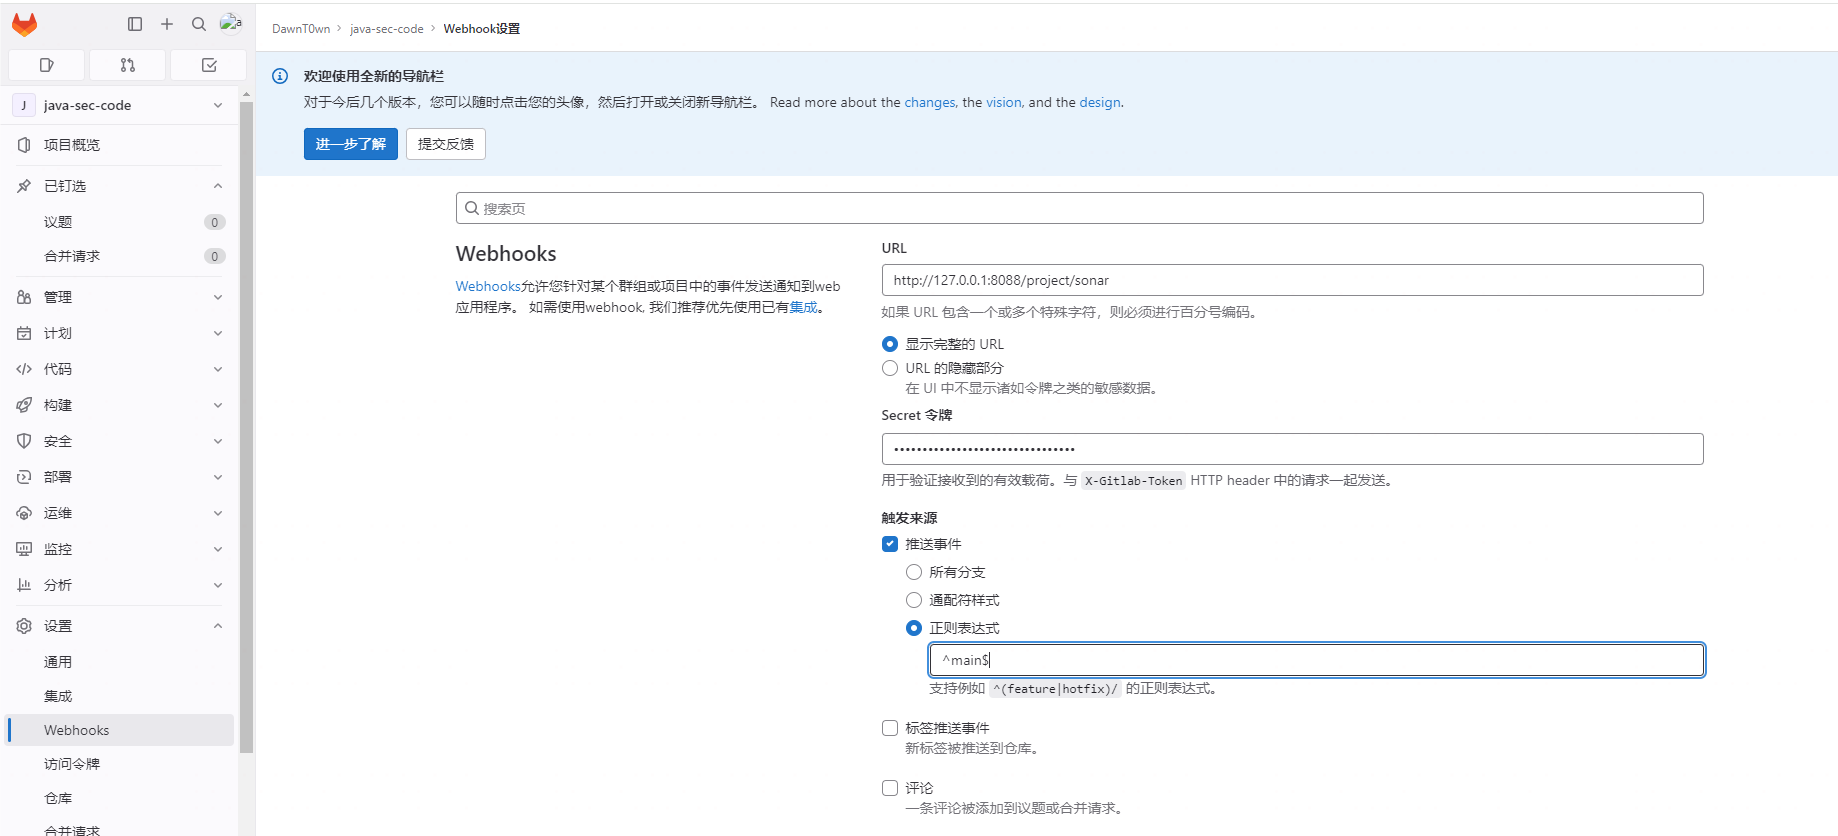 a
DawnT0wn › java-sec-code › Webhook设置
J java-sec-code
项目概览
已钉选
议题 0
合并请求 0
管理
计划
代码
构建
安全
部署
运维
监控
分析
设置
通用
集成
Webhooks
访问令牌
仓库
合并请求
欢迎使用全新的导航栏
对于今后几个版本，您可以随时点击您的头像，然后打开或关闭新导航栏。 Read more about the changes, the vision, and the design.
进一步了解 提交反馈
搜索页
Webhooks
Webhooks允许您针对某个群组或项目中的事件发送通知到web
应用程序。 如需使用webhook, 我们推荐优先使用已有集成。
URL
http://127.0.0.1:8088/project/sonar
如果 URL 包含一个或多个特殊字符，则必须进行百分号编码。
显示完整的 URL
URL 的隐藏部分
在 UI 中不显示诸如令牌之类的敏感数据。
Secret 令牌
••••••••••••••••••••••••••••••••
用于验证接收到的有效载荷。与 X-Gitlab-Token HTTP header 中的请求一起发送。
触发来源
推送事件
所有分支
通配符样式
正则表达式
^main$
支持例如 ^(feature|hotfix)/ 的正则表达式。
标签推送事件
新标签被推送到仓库。
评论
一条评论被添加到议题或合并请求。